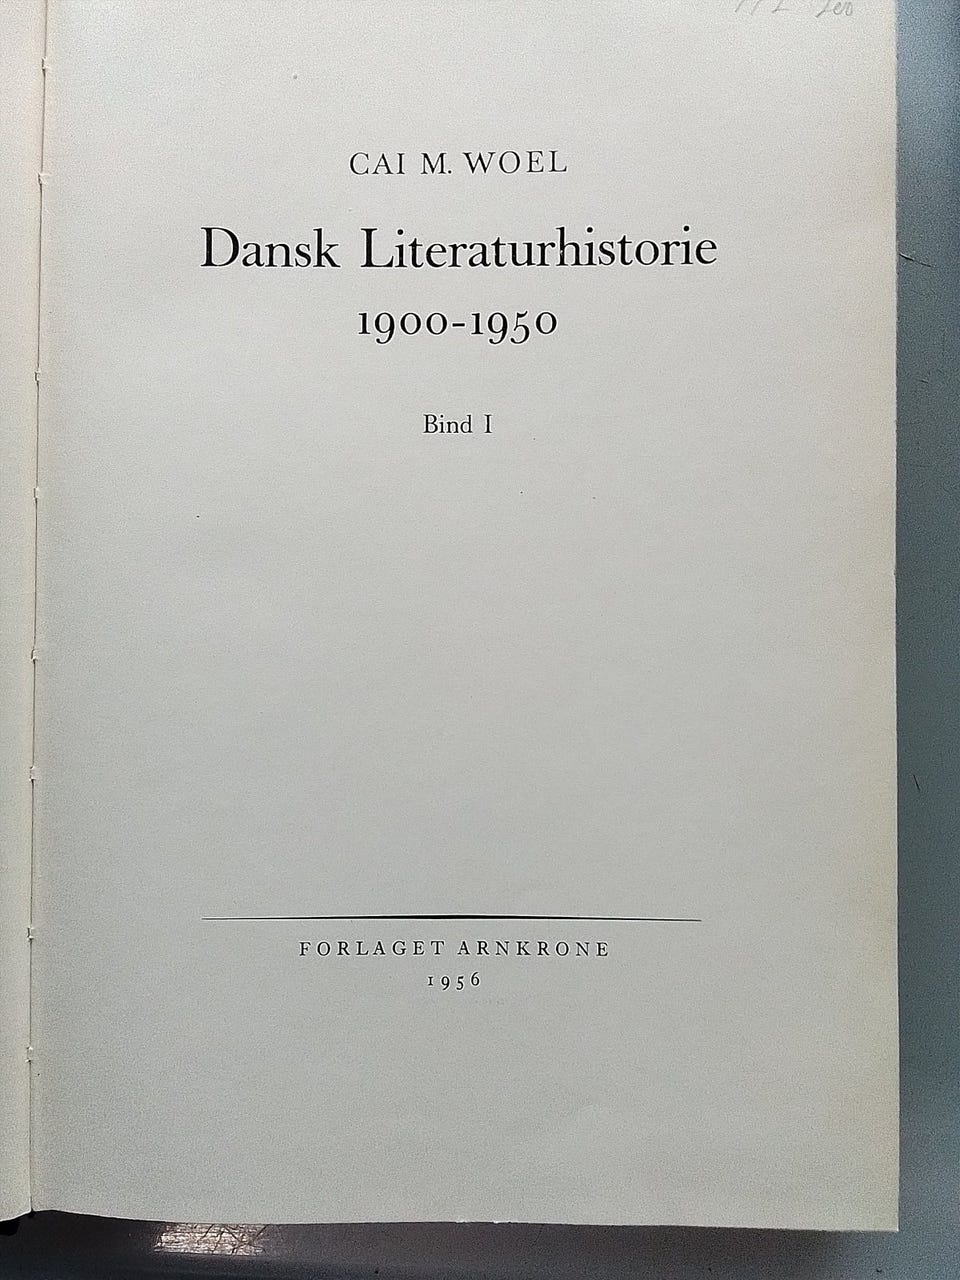 CAI M. WOEL
Dansk Literaturhistorie
1900-1950
Bind I
FORLAGET ARNKRONE
1956